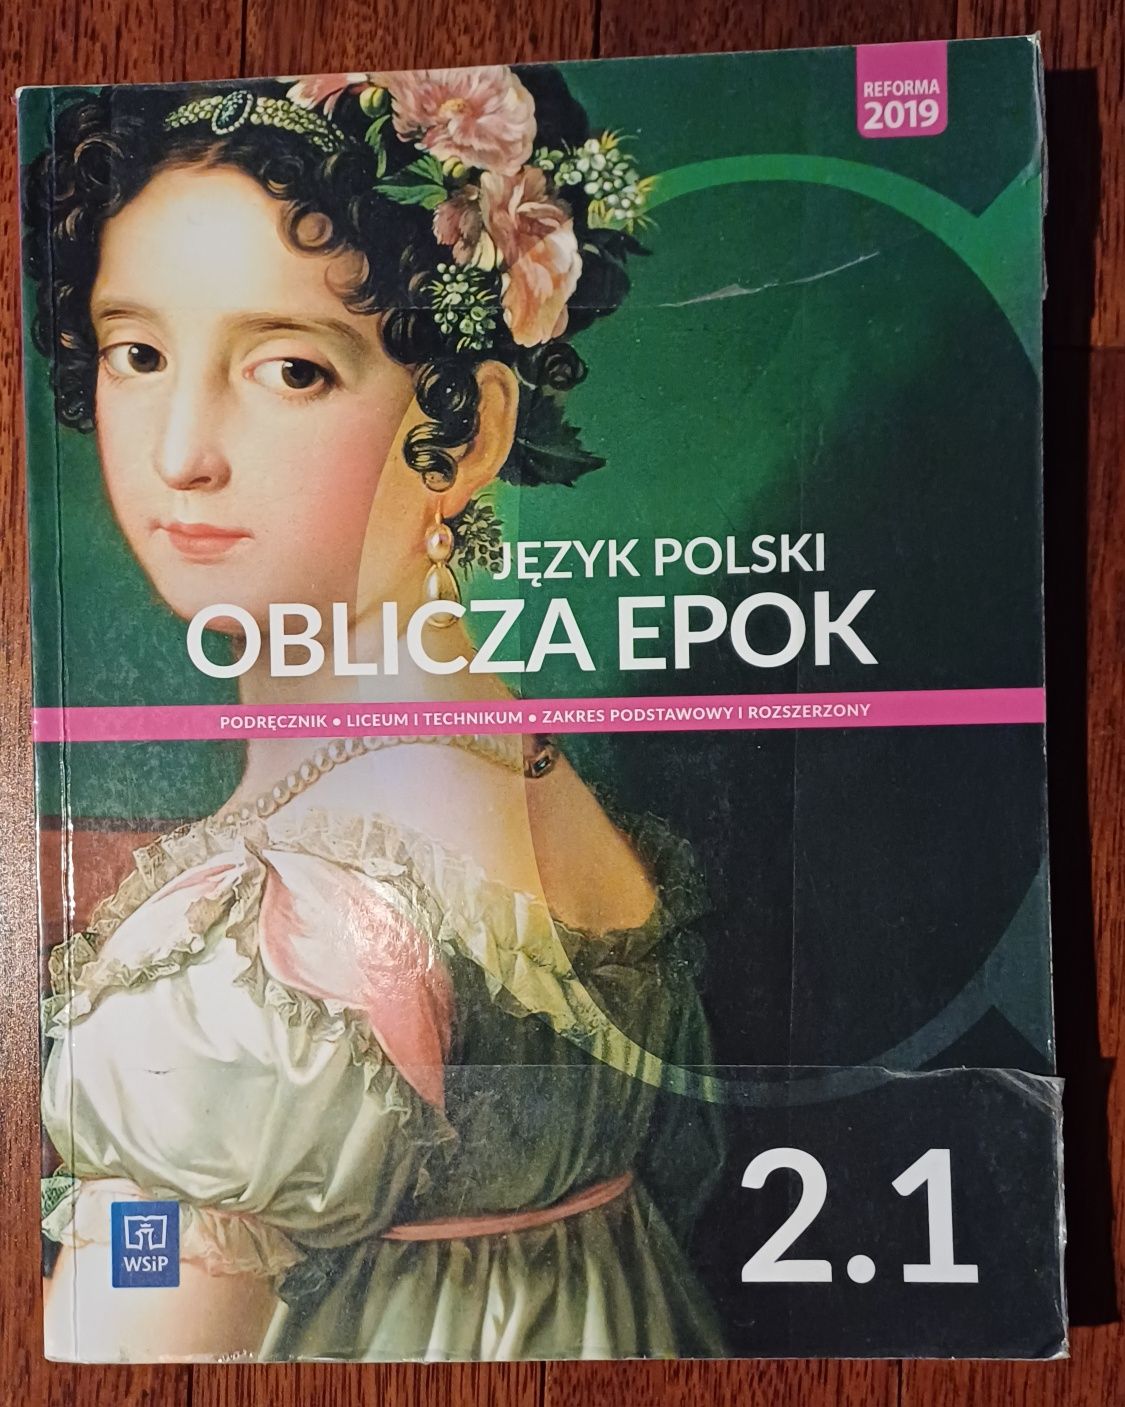 REFORMA
2019
JĘZYK POLSKI
OBLICZA EPOK
PODRĘCZNIK • LICEUM I TECHNIKUM • ZAKRES PODSTAWOWY I ROZSZERZONY
2.1
WSiP